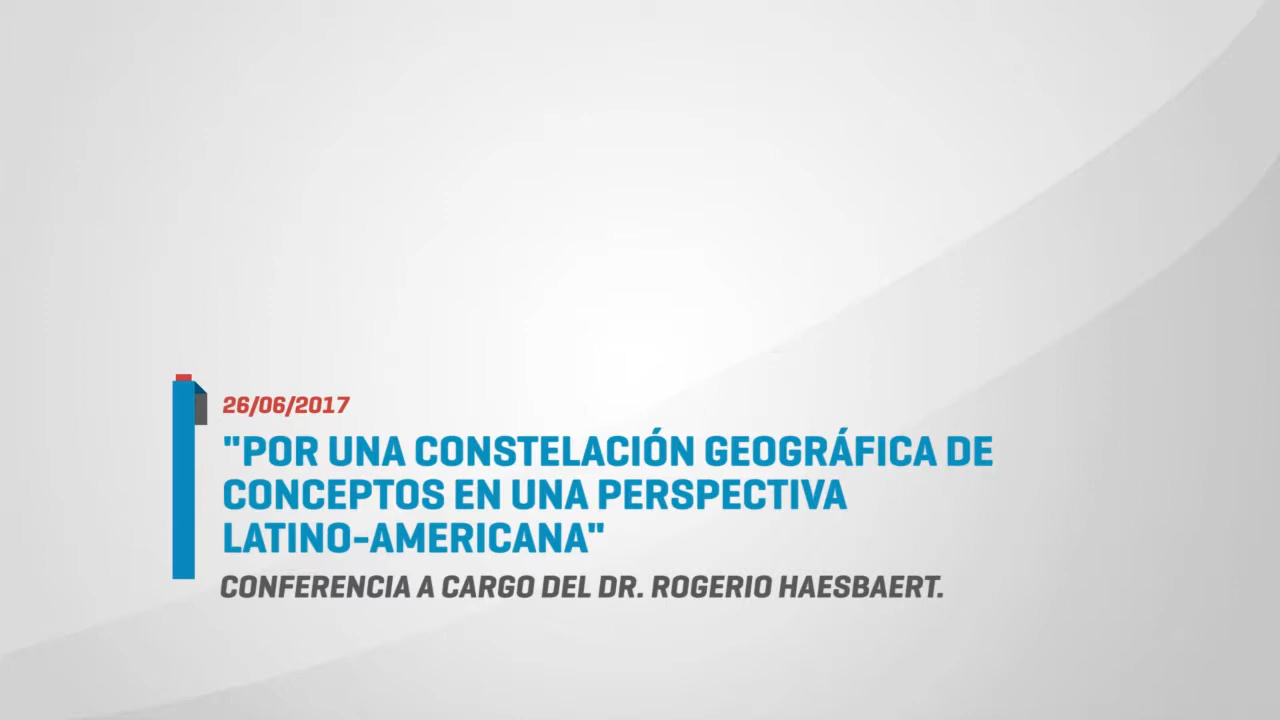 26/06/2017
"POR UNA CONSTELACIÓN GEOGRÁFICA DE
CONCEPTOS EN UNA PERSPECTIVA
LATINO-AMERICANA"
CONFERENCIA A CARGO DEL DR. ROGERIO HAESBAERT.